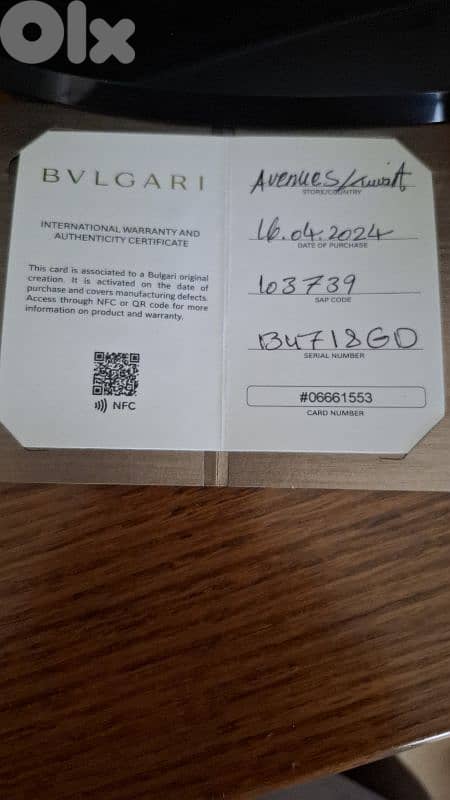 Olx
BVLGARI
INTERNATIONAL WARRANTY AND
AUTHENTICITY CERTIFICATE
This card is associated to a Bulgari original
creation. It is activated on the date of
purchase and covers manufacturing defects.
Access through NFC or QR code for more
information on product and warranty.
NFC
Avenues/Kuwait
STORE/COUNTRY
16.04.2024
DATE OF PURCHASE
103739
SAP CODE
SERIAL NUMBER
#06661553
CARD NUMBER